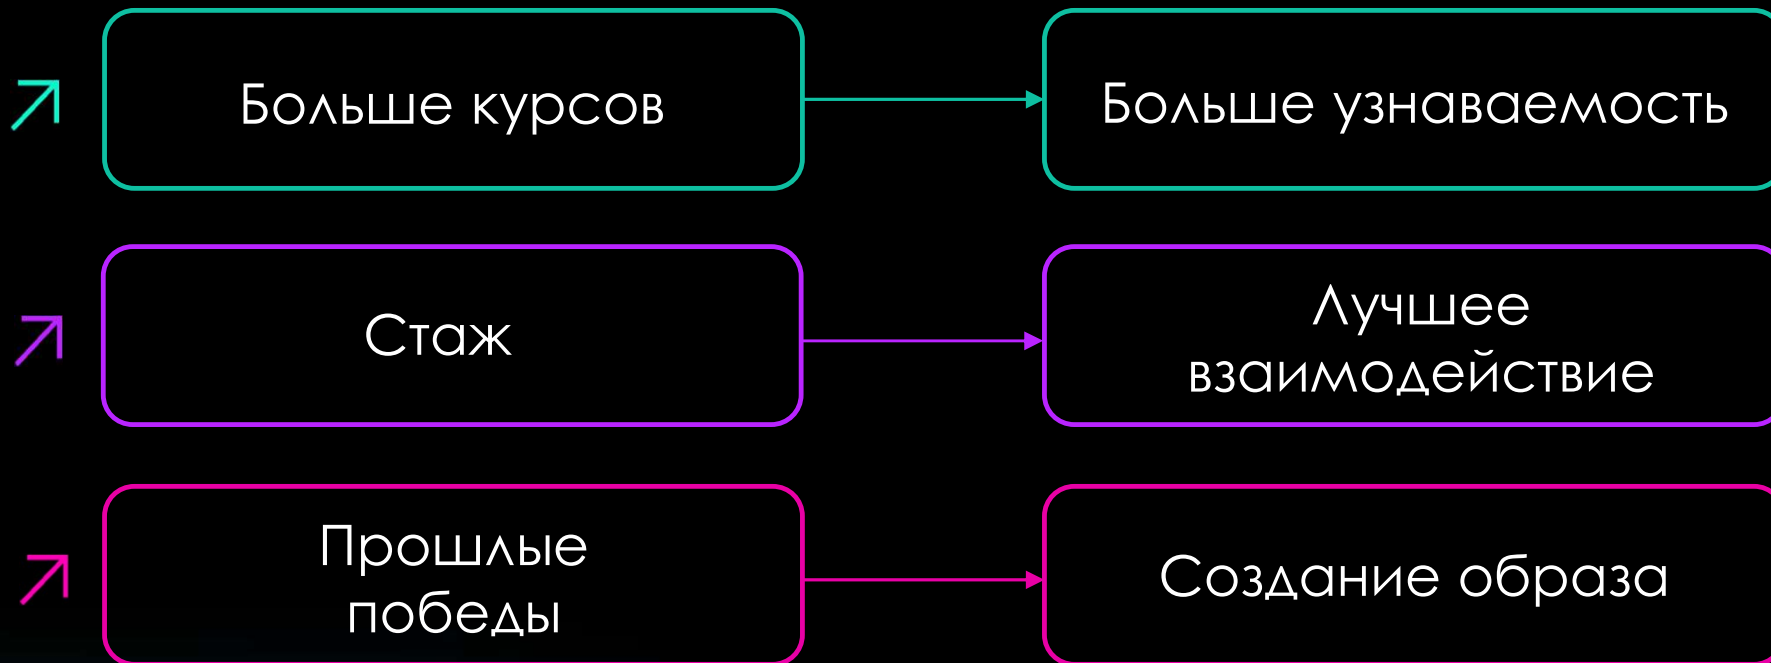 Больше курсов
Больше узнаваемость
Стаж
Лучшее
взаимодействие
Прошлые
победы
Создание образа